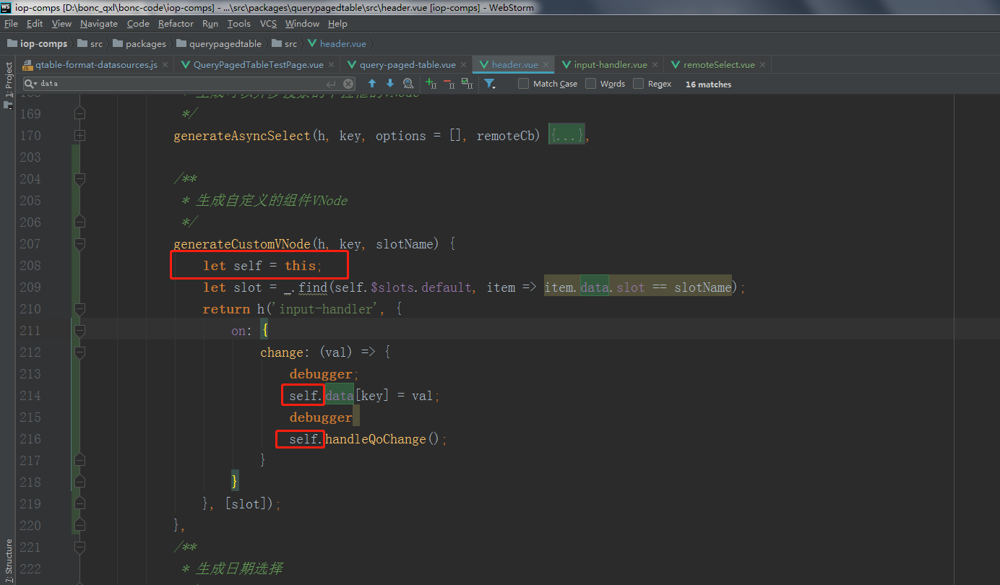 iop-comps [D:\bonc_qxl\bonc-code\iop-comps] - ...\src\packages\querypagedtable\src\header.vue [iop-comps] - WebStorm
File Edit View Navigate Code Refactor Run Tools VCS Window Help
iop-comps src packages querypagedtable src header.vue
qtable-format-datasources.js QueryPagedTableTestPage.vue query-paged-table.vue header.vue input-handler.vue remoteSelect.vue
data Match Case Words Regex 16 matches
1: Project
169 */
170 generateAsyncSelect(h, key, options = [], remoteCb) {...},
203
204 /**
205 * 生成自定义的组件VNode
206 */
207 generateCustomVNode(h, key, slotName) {
208 let self = this;
209 let slot = _.find(self.$slots.default, item => item.data.slot == slotName);
210 return h('input-handler', {
211 on: {
212 change: (val) => {
213 debugger;
214 self.data[key] = val;
215 debugger
216 self.handleQoChange();
217 }
218 }
219 }, [slot]);
220 },
221 /**
222 * 生成日期选择
7: Structure